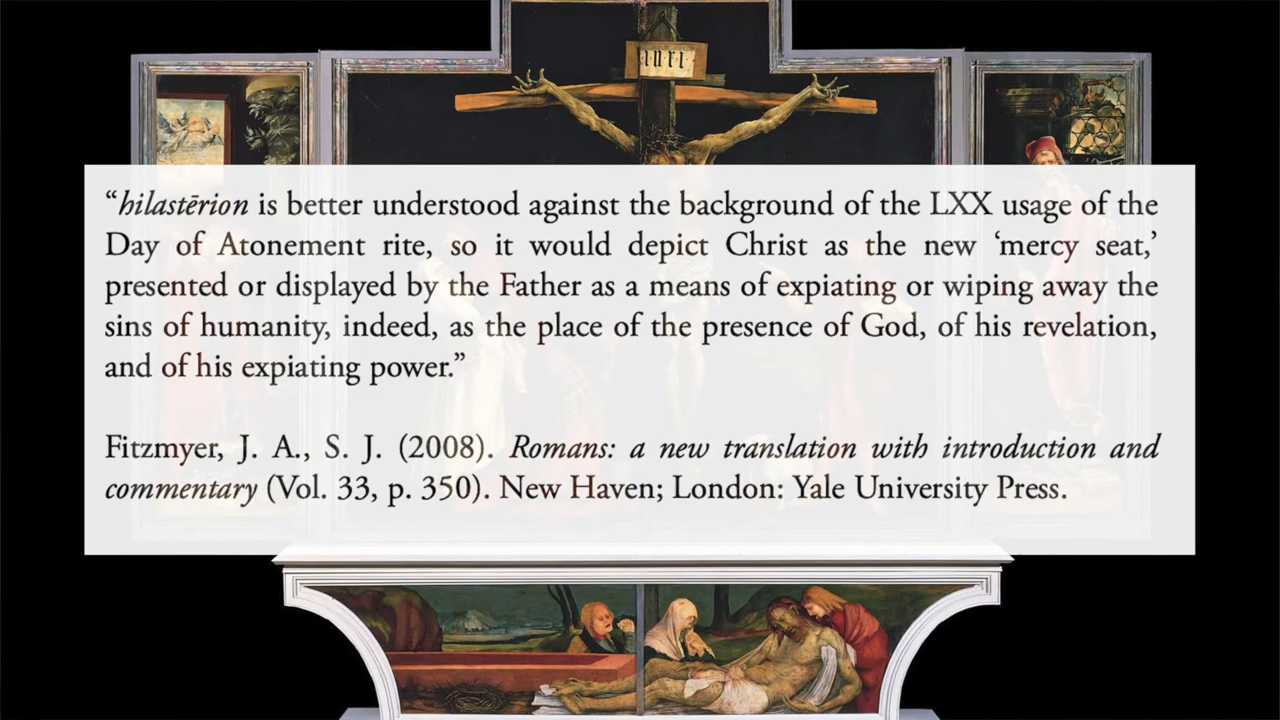 INRI
“hilastērion is better understood against the background of the LXX usage of the
Day of Atonement rite, so it would depict Christ as the new ‘mercy seat,’
presented or displayed by the Father as a means of expiating or wiping away the
sins of humanity, indeed, as the place of the presence of God, of his revelation,
and of his expiating power.”
Fitzmyer, J. A., S. J. (2008). Romans: a new translation with introduction and
commentary (Vol. 33, p. 350). New Haven; London: Yale University Press.